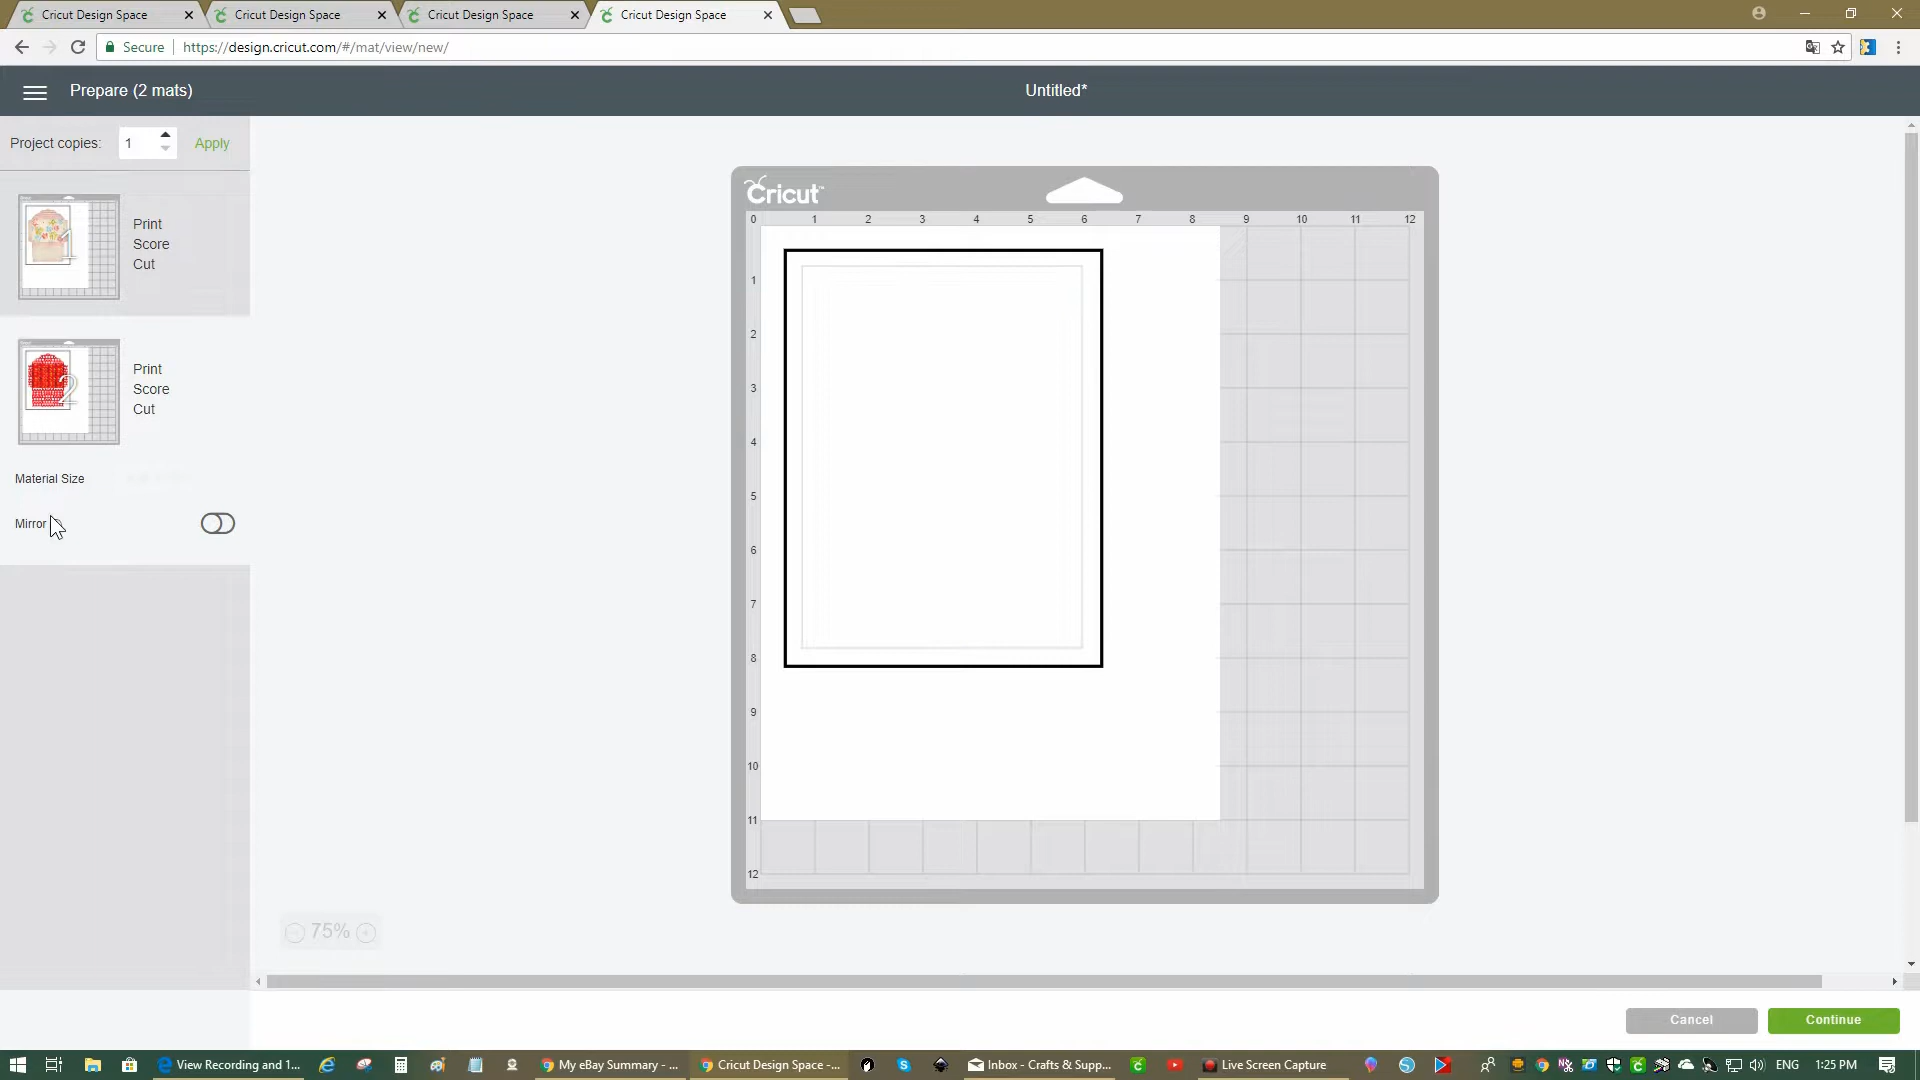 Cricut Design Space
Cricut Design Space
Cricut Design Space
Cricut Design Space
Secure
https://design.cricut.com/#/mat/view/new/
Prepare (2 mats)
Untitled*
Project copies:
1
Apply
1
Print
Score
Cut
2
Print
Score
Cut
Material Size
Mirror
Cricut
0 1 2 3 4 5 6 7 8 9 10 11 12
1
2
3
4
5
6
7
8
9
10
11
12
75%
Cancel
Continue
View Recording and 1...
My eBay Summary - ...
Cricut Design Space -...
Inbox - Crafts & Supp...
Live Screen Capture
ENG
1:25 PM